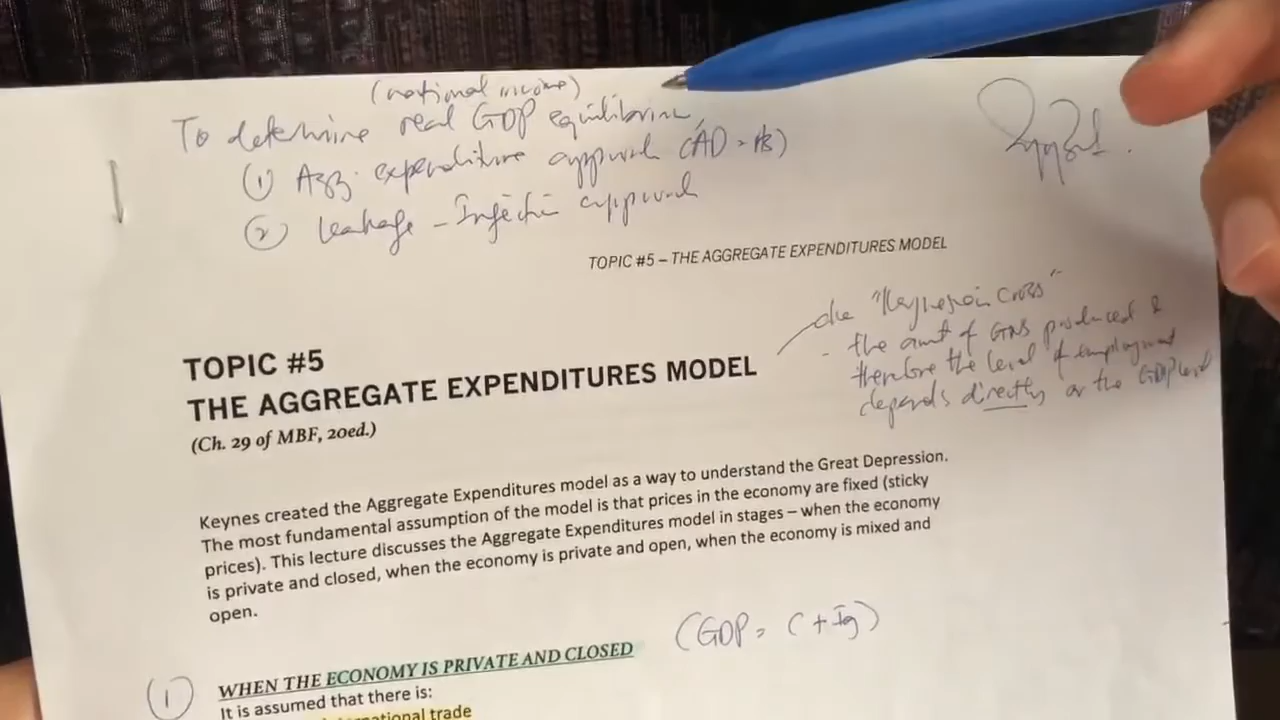 (national income)
To determine real GDP equilibrium,
(1) Agg. expenditure approach (AD = AS)
(2) Leakage - Injection approach
TOPIC #5 – THE AGGREGATE EXPENDITURES MODEL
"Keynesian Cross"
TOPIC #5
- the amt of G&S produced &
THE AGGREGATE EXPENDITURES MODEL
therefore the level of employment
depends directly on the GDP level
(Ch. 29 of MBF, 20ed.)
Keynes created the Aggregate Expenditures model as a way to understand the Great Depression.
The most fundamental assumption of the model is that prices in the economy are fixed (sticky
prices). This lecture discusses the Aggregate Expenditures model in stages – when the economy
is private and closed, when the economy is private and open, when the economy is mixed and
open.
(GDP = C + Ig)
(1) WHEN THE ECONOMY IS PRIVATE AND CLOSED
It is assumed that there is:
international trade